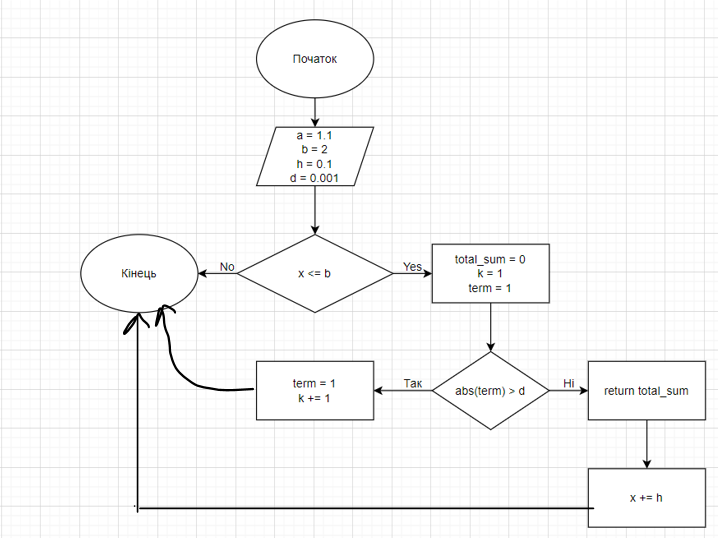 Початок
a = 1.1
b = 2
h = 0.1
d = 0.001
Кінець
No
x <= b
Yes
total_sum = 0
k = 1
term = 1
term = 1
k += 1
Так
abs(term) > d
Ні
return total_sum
x += h